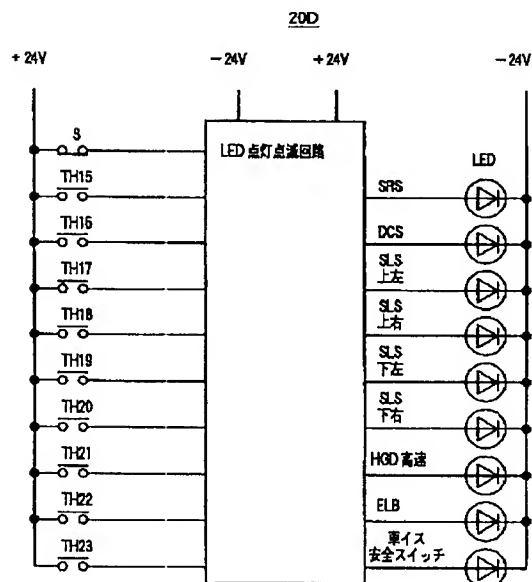 20D
+24V
−24V
+24V
−24V
S
LED点灯点滅回路
LED
TH15
SRS
TH16
DCS
TH17
SLS
上左
TH18
SLS
上右
TH19
SLS
下左
TH20
SLS
下右
TH21
HGD高速
TH22
ELB
TH23
車イス
安全スイッチ